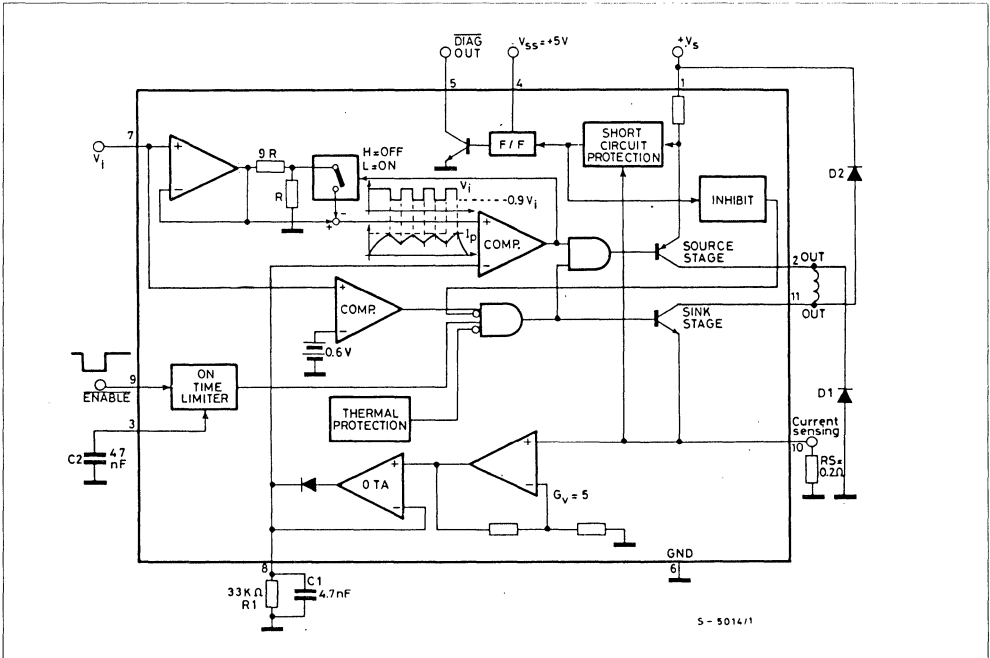 DIAG
OUT
VSS=+5V
+Vs
5
4
1
7
Vi
9R
R
H=OFF
L=ON
F/F
SHORT
CIRCUIT
PROTECTION
D2
INHIBIT
Vi
0.9 Vi
Ip
+
-
+
-
+
-
COMP.
SOURCE
STAGE
2 OUT
11
OUT
SINK
STAGE
+
-
COMP.
0.6V
ENABLE
9
ON
TIME
LIMITER
3
C2
47
nF
THERMAL
PROTECTION
D1
Current
sensing
10
RS=
0.2Ω
OTA
+
-
+
-
Gv=5
GND
6
8
33KΩ
R1
C1
4.7nF
S-5014/1